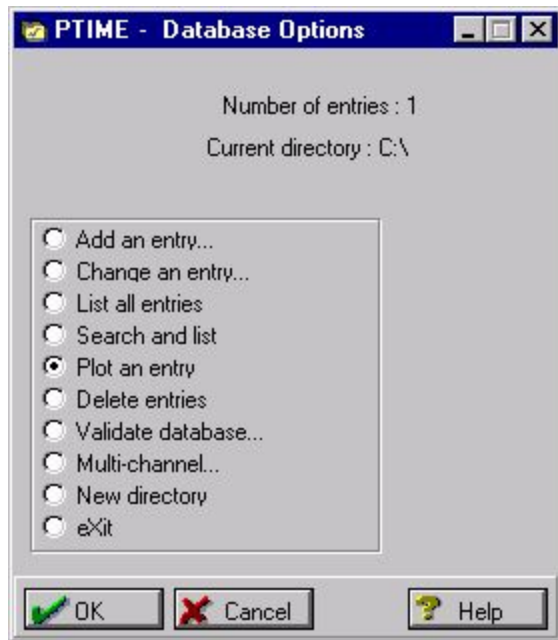 PTIME - Database Options
Number of entries : 1
Current directory : C:\
Add an entry...
Change an entry...
List all entries
Search and list
Plot an entry
Delete entries
Validate database...
Multi-channel...
New directory
eXit
OK Cancel Help